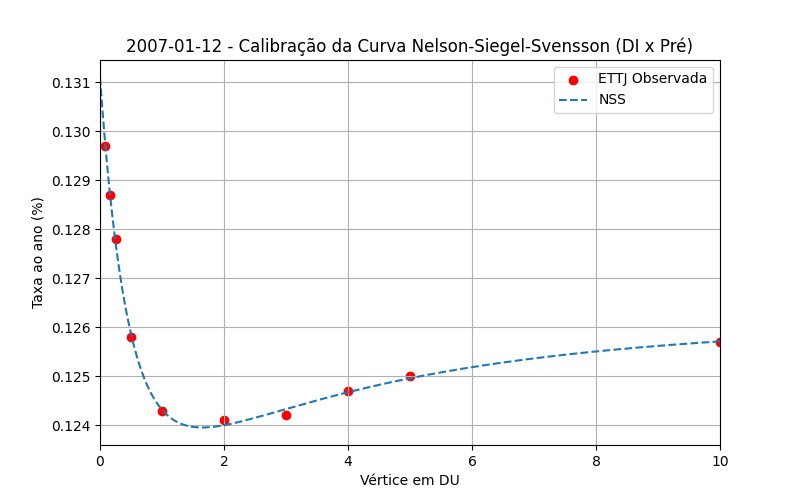 2007-01-12 - Calibração da Curva Nelson-Siegel-Svensson (DI x Pré)
ETTJ Observada
NSS
Taxa ao ano (%)
0.131
0.130
0.129
0.128
0.127
0.126
0.125
0.124
0 2 4 6 8 10
Vértice em DU